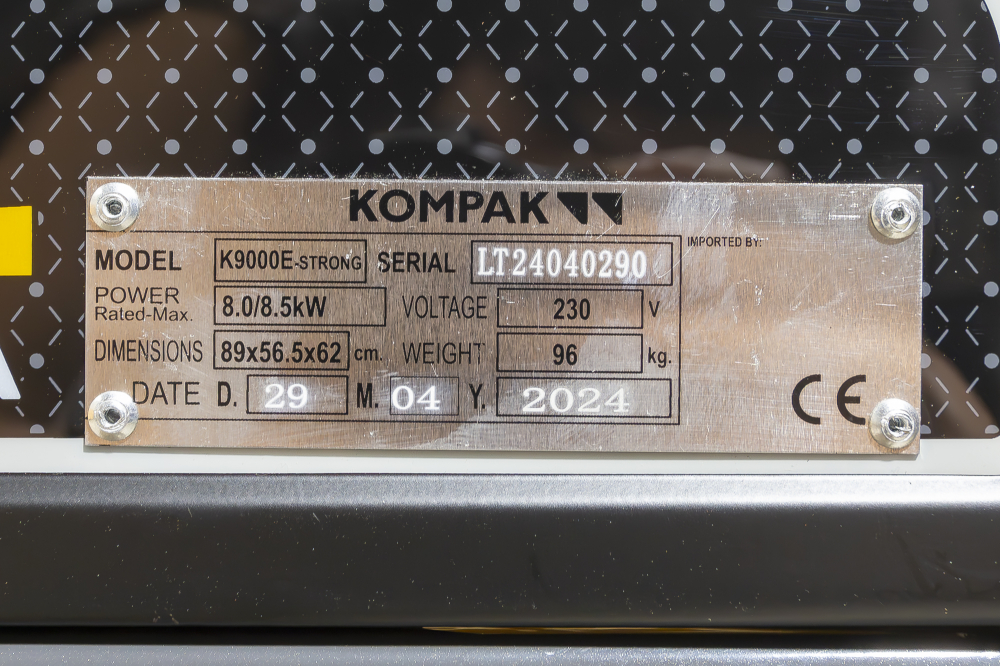 KOMPAK
IMPORTED BY:
MODEL K9000E-STRONG SERIAL LT24040290
POWER Rated-Max. 8.0/8.5kW VOLTAGE 230 V
DIMENSIONS 89x56.5x62 cm. WEIGHT 96 kg.
DATE D. 29 M. 04 Y. 2024
CE